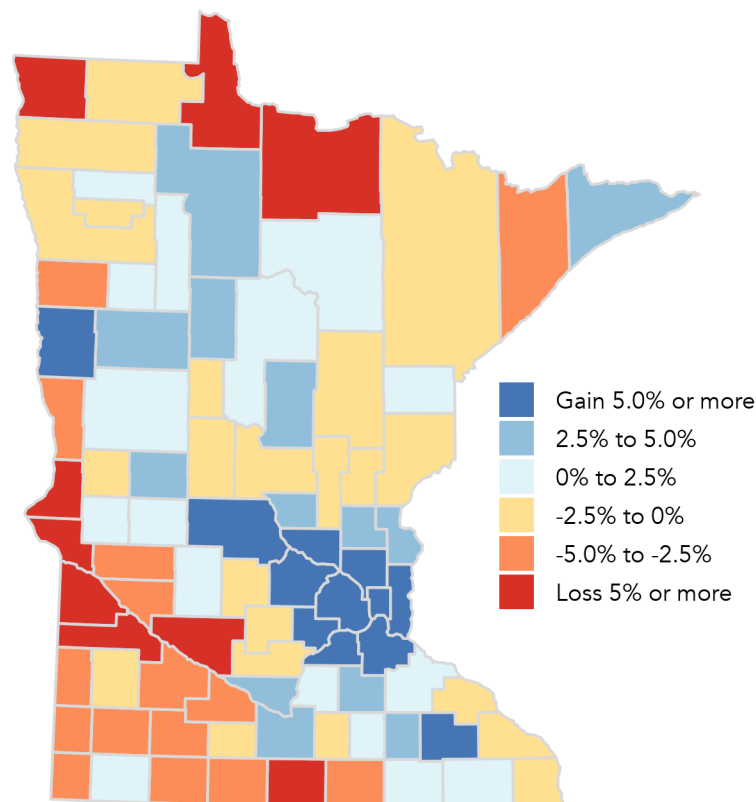 Gain 5.0% or more
2.5% to 5.0%
0% to 2.5%
-2.5% to 0%
-5.0% to -2.5%
Loss 5% or more